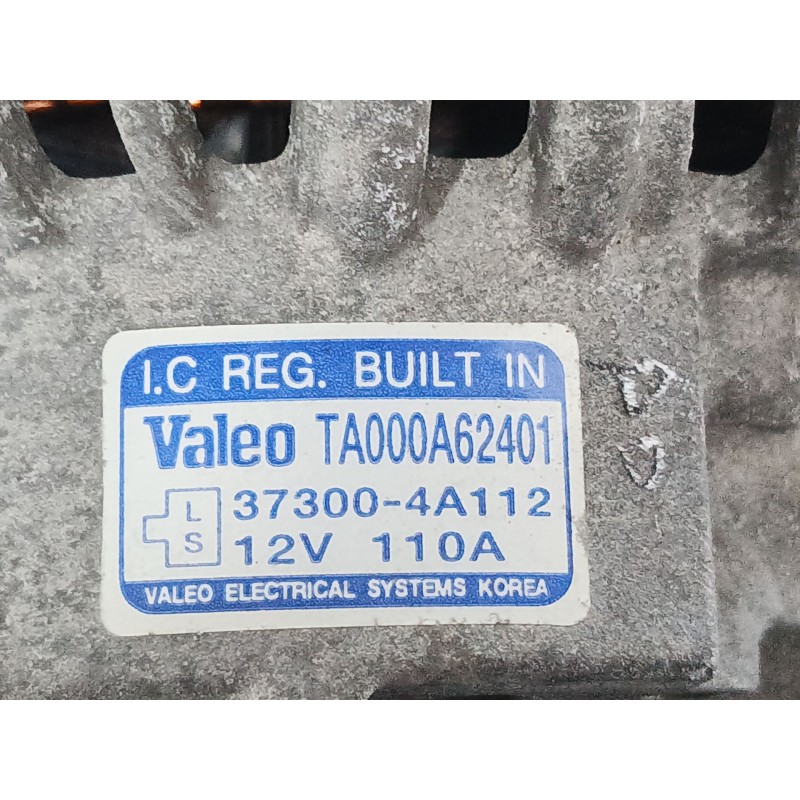 I.C REG. BUILT IN
Valeo TA000A62401
L 37300-4A112
S 12V 110A
VALEO ELECTRICAL SYSTEMS KOREA